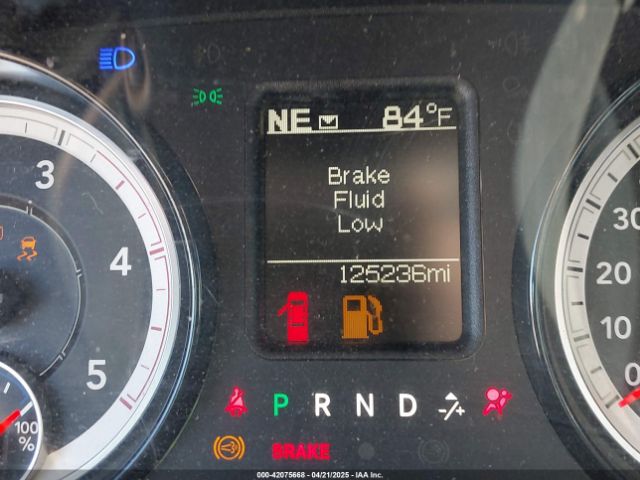 NE 84°F
Brake
Fluid
Low
125236mi
3
4
5
100
%
30
20
10
0
P R N D -/+
BRAKE
000-42075668 - 04/21/2025 - IAA Inc.